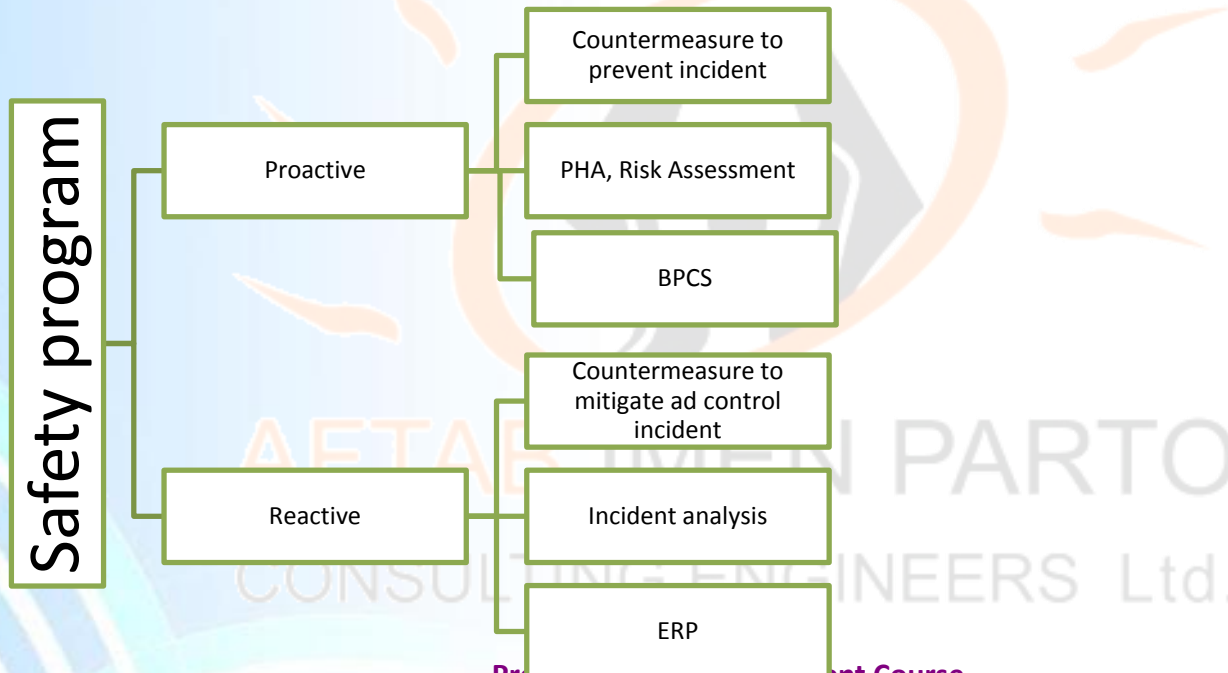 Safety program
Proactive
Countermeasure to
prevent incident
PHA, Risk Assessment
BPCS
Reactive
Countermeasure to
mitigate ad control
incident
Incident analysis
ERP
PARTO
CONSULTING ENGINEERS Ltd.
Course